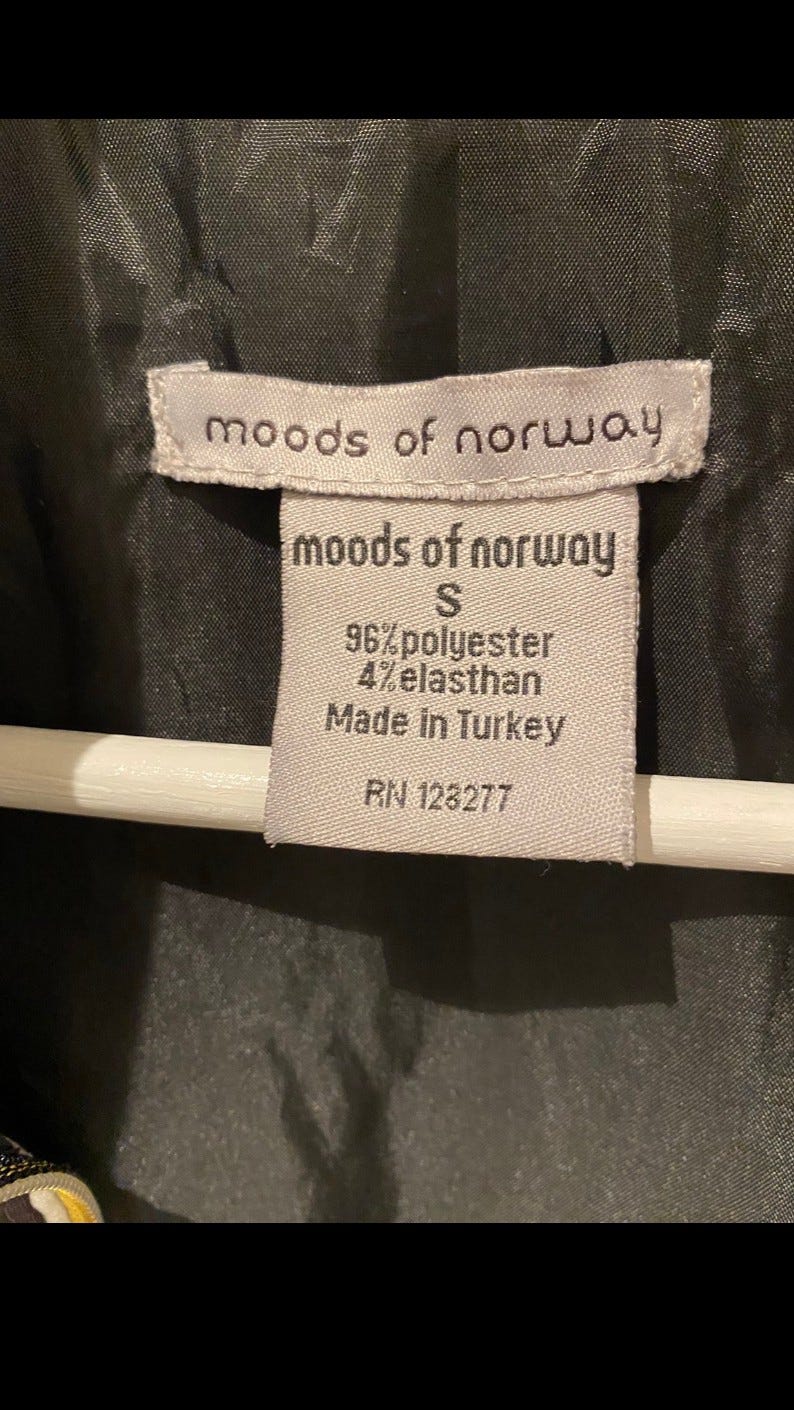 moods of norway
moods of norway
S
96%polyester
4%elasthan
Made in Turkey
RN 128277